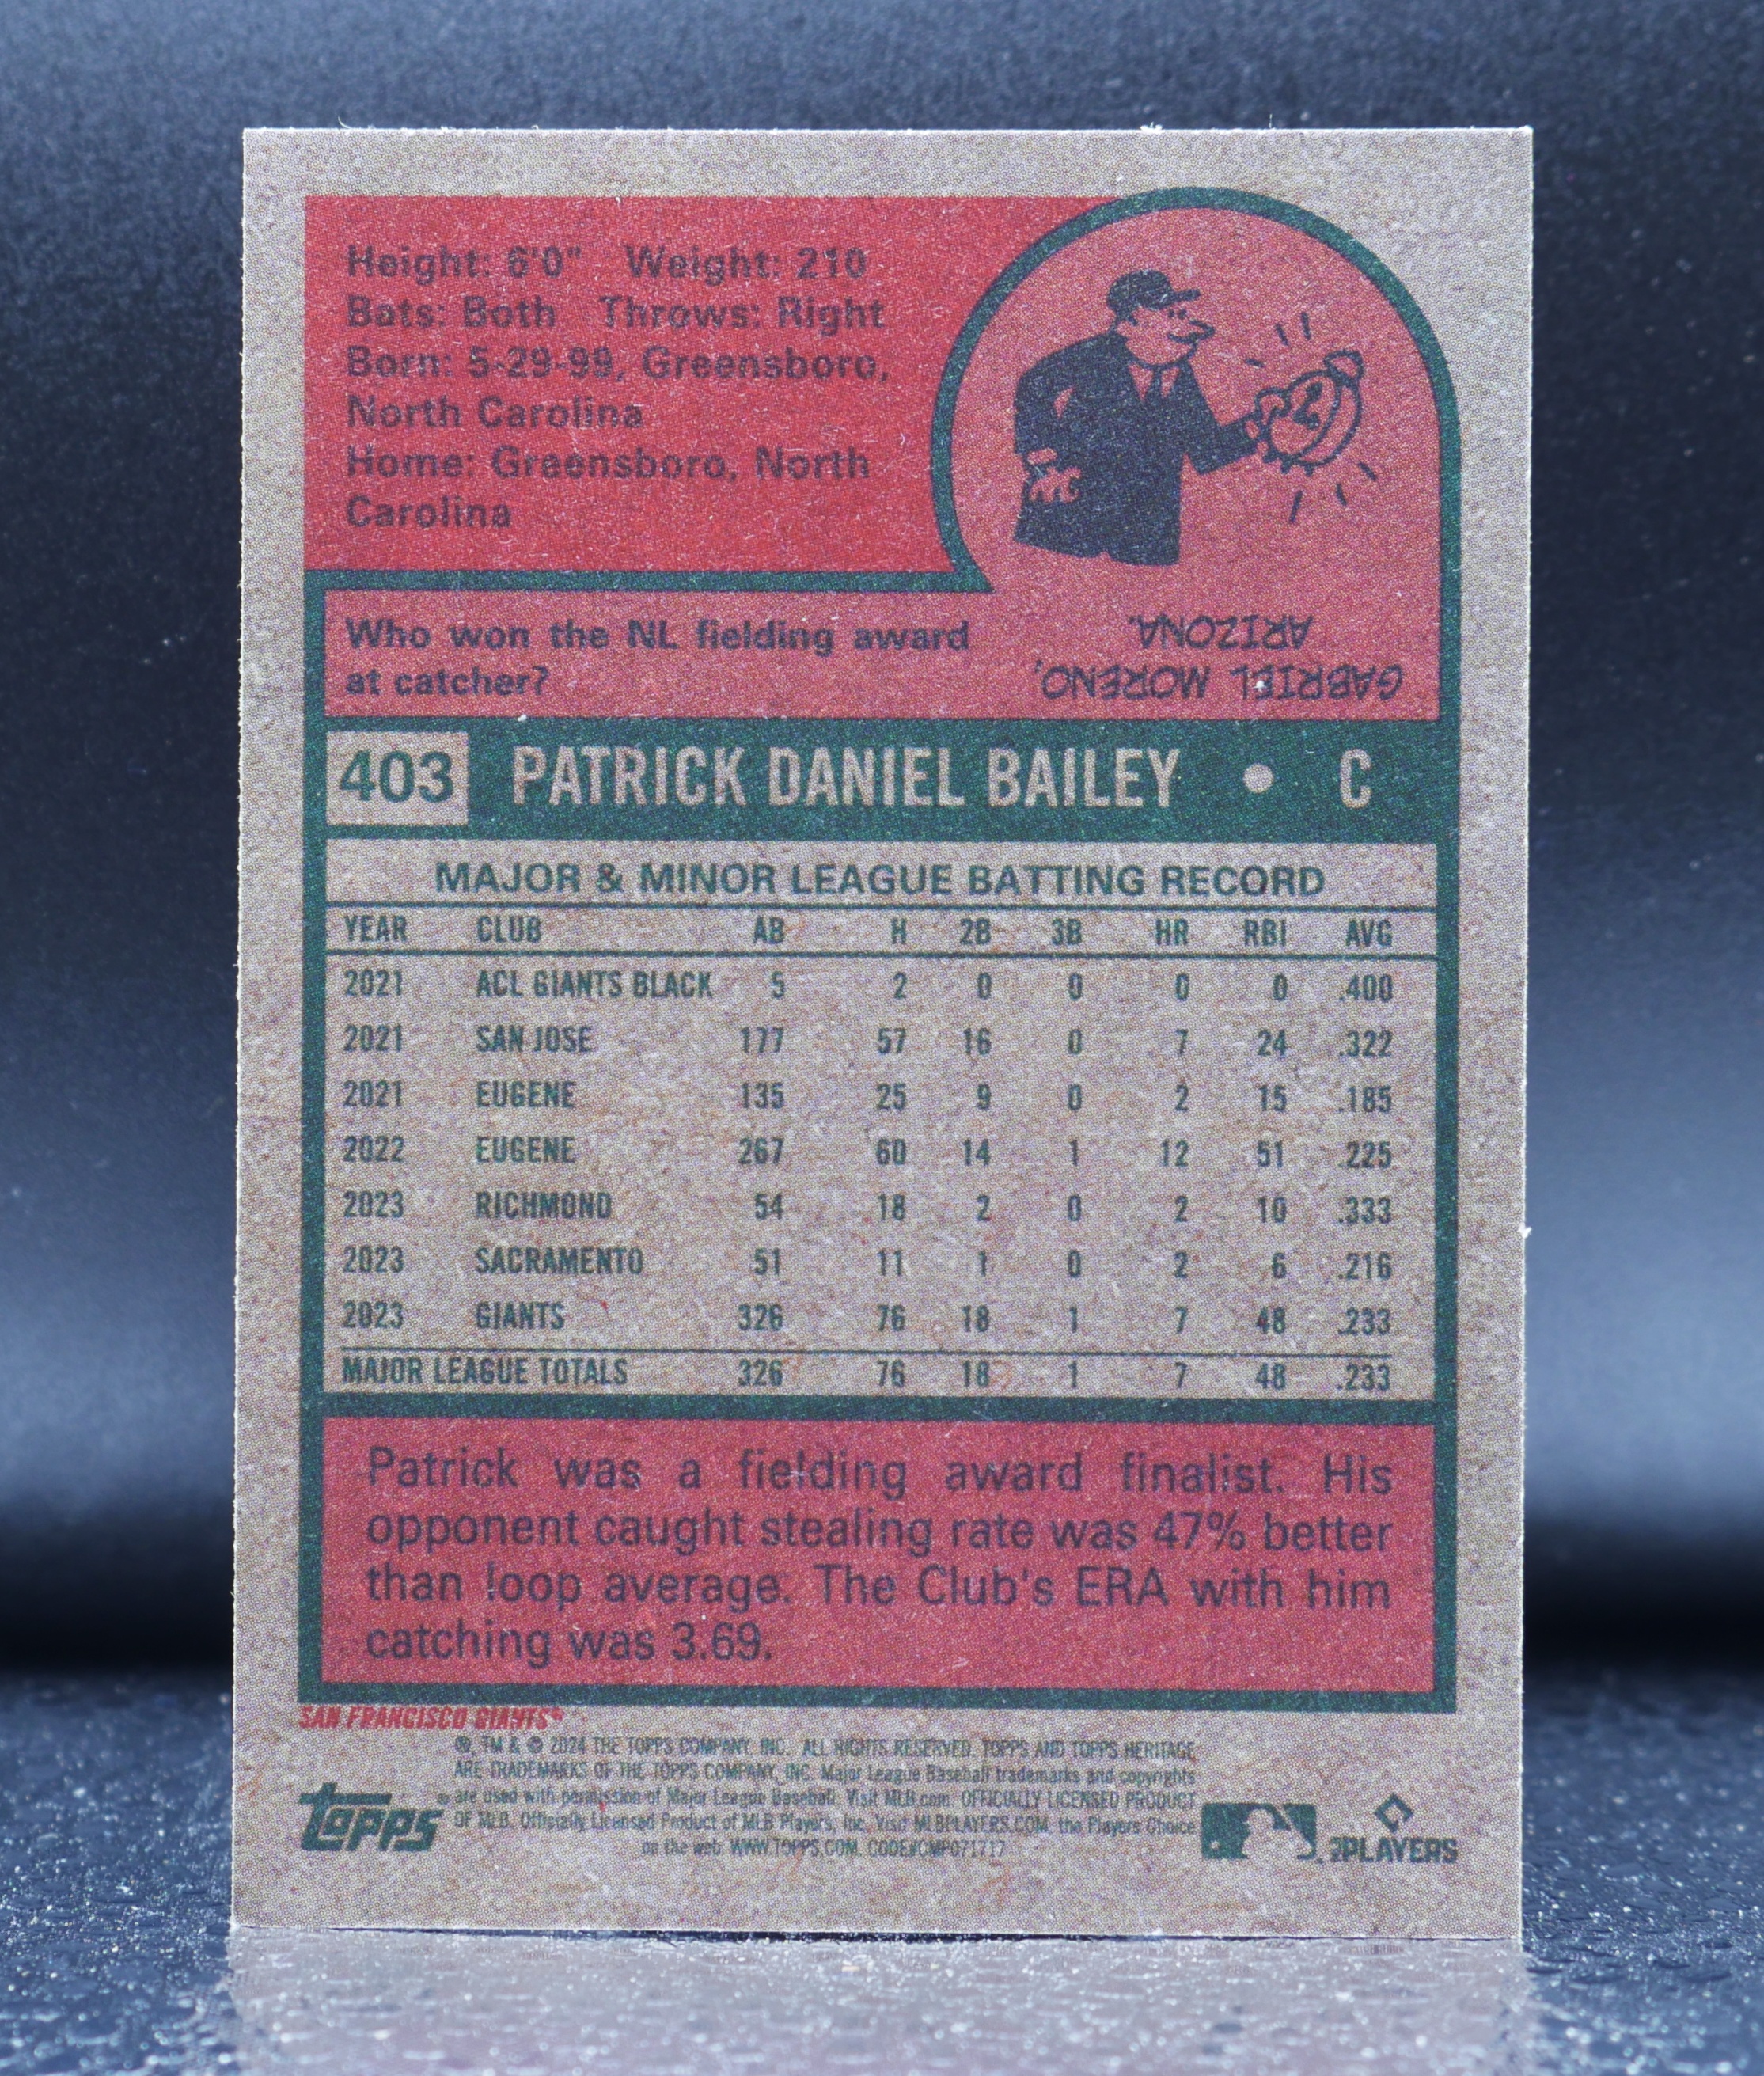 Height: 6'0" Weight: 210
Bats: Both Throws: Right
Born: 5-29-99, Greensboro,
North Carolina
Home: Greensboro, North
Carolina
Who won the NL fielding award
at catcher?
GABRIEL MORENO,
ARIZONA.
403 PATRICK DANIEL BAILEY • C
MAJOR & MINOR LEAGUE BATTING RECORD
YEAR CLUB AB H 2B 3B HR RBI AVG
2021 ACL GIANTS BLACK 5 2 0 0 0 0 .400
2021 SAN JOSE 177 57 16 0 7 24 .322
2021 EUGENE 135 25 9 0 2 15 .185
2022 EUGENE 267 60 14 1 12 51 .225
2023 RICHMOND 54 18 2 0 2 10 .333
2023 SACRAMENTO 51 11 1 0 2 6 .216
2023 GIANTS 326 76 18 1 7 48 .233
MAJOR LEAGUE TOTALS 326 76 18 1 7 48 .233
Patrick was a fielding award finalist. His
opponent caught stealing rate was 47% better
than loop average. The Club's ERA with him
catching was 3.69.
SAN FRANCISCO GIANTS®
®, TM & © 2024 THE TOPPS COMPANY, INC. ALL RIGHTS RESERVED. TOPPS AND TOPPS HERITAGE
ARE TRADEMARKS OF THE TOPPS COMPANY, INC. Major League Baseball trademarks and copyrights
are used with permission of Major League Baseball. Visit MLB.com. OFFICIALLY LICENSED PRODUCT
OF MLB. Officially Licensed Product of MLB Players, Inc. Visit MLBPLAYERS.COM, the Players Choice
on the web. WWW.TOPPS.COM. CODE#CMP071717
topps®
PLAYERS